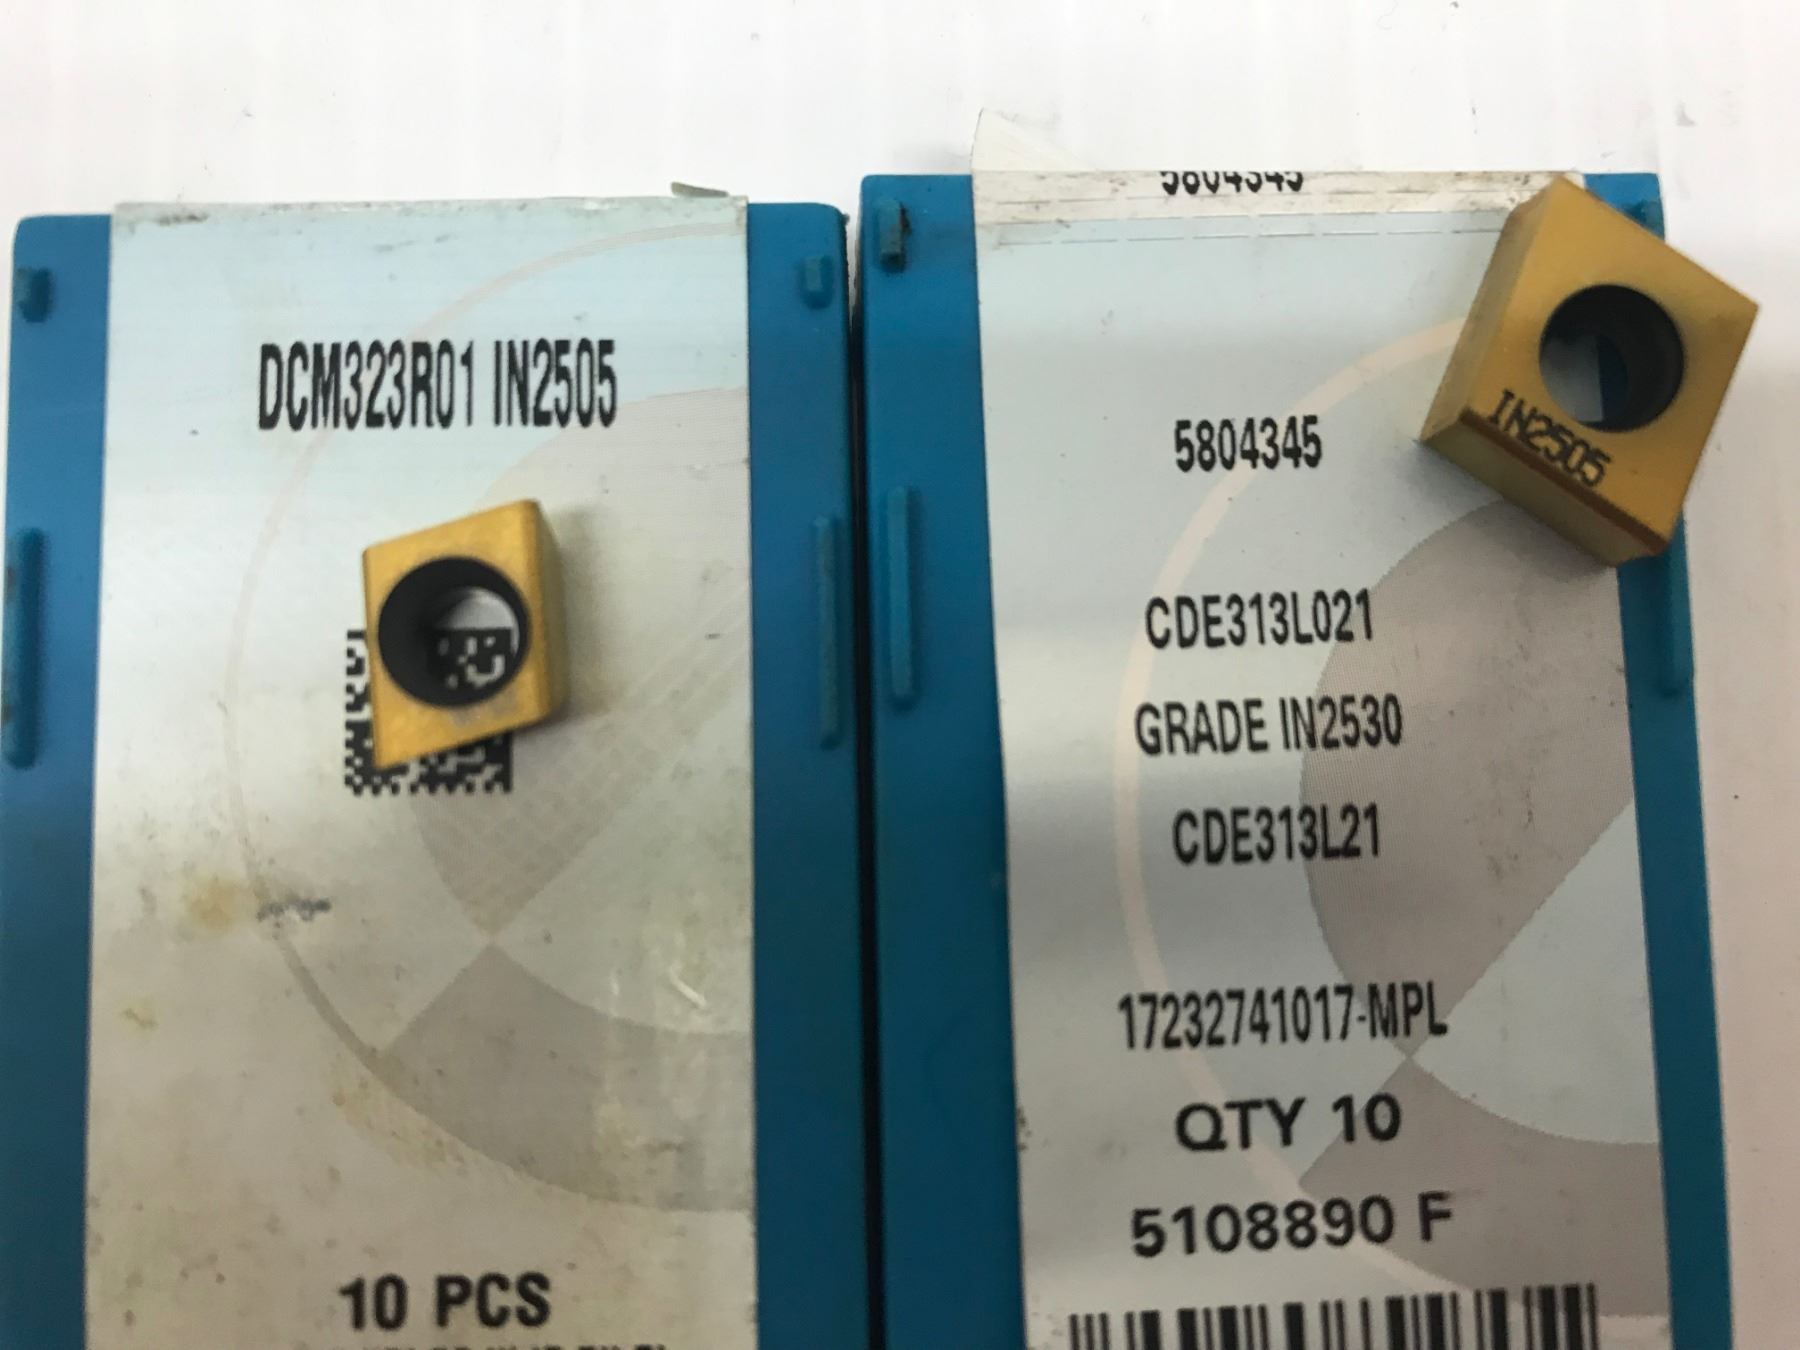 DCM323R01 IN2505
10 PCS
5804345
IN2505
5804345
CDE313L021
GRADE IN2530
CDE313L21
17232741017-MPL
QTY 10
5108890 F